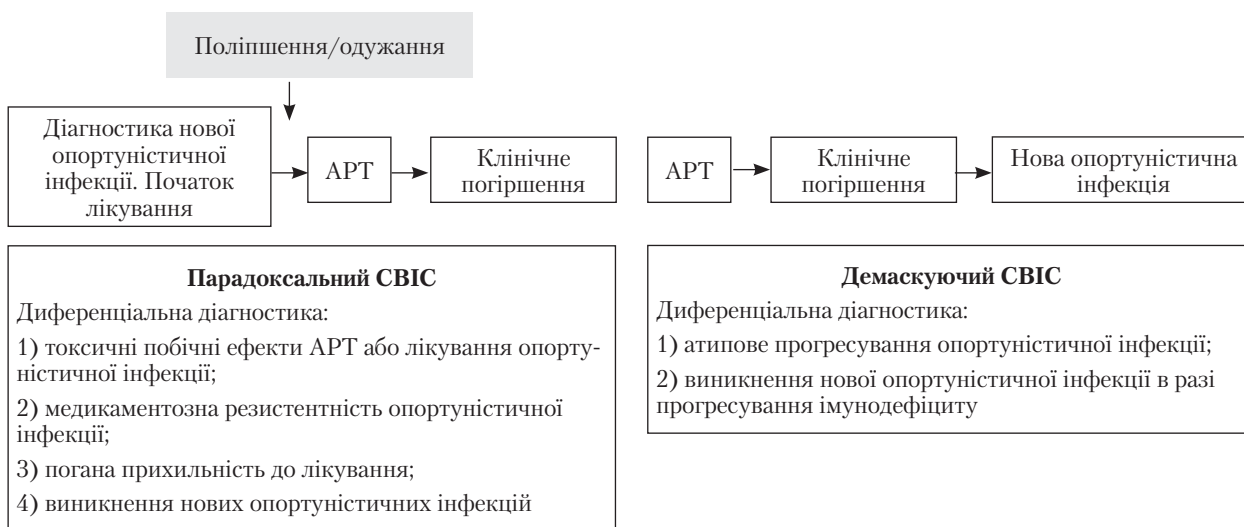 Поліпшення/одужання
Діагностика нової
опортуністичної
інфекції. Початок
лікування
АРТ
Клінічне
погіршення
АРТ
Клінічне
погіршення
Нова опортуністична
інфекція
Парадоксальний СВІС
Диференціальна діагностика:
1) токсичні побічні ефекти АРТ або лікування опорту-
ністичної інфекції;
2) медикаментозна резистентність опортуністичної
інфекції;
3) погана прихильність до лікування;
4) виникнення нових опортуністичних інфекцій
Демаскуючий СВІС
Диференціальна діагностика:
1) атипове прогресування опортуністичної інфекції;
2) виникнення нової опортуністичної інфекції в разі
прогресування імунодефіциту